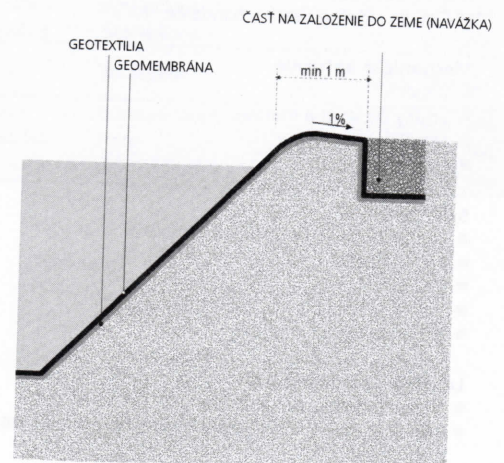 ČASŤ NA ZALOŽENIE DO ZEME (NAVÁŽKA)
GEOTEXTILIA
GEOMEMBRÁNA
min 1 m
1%